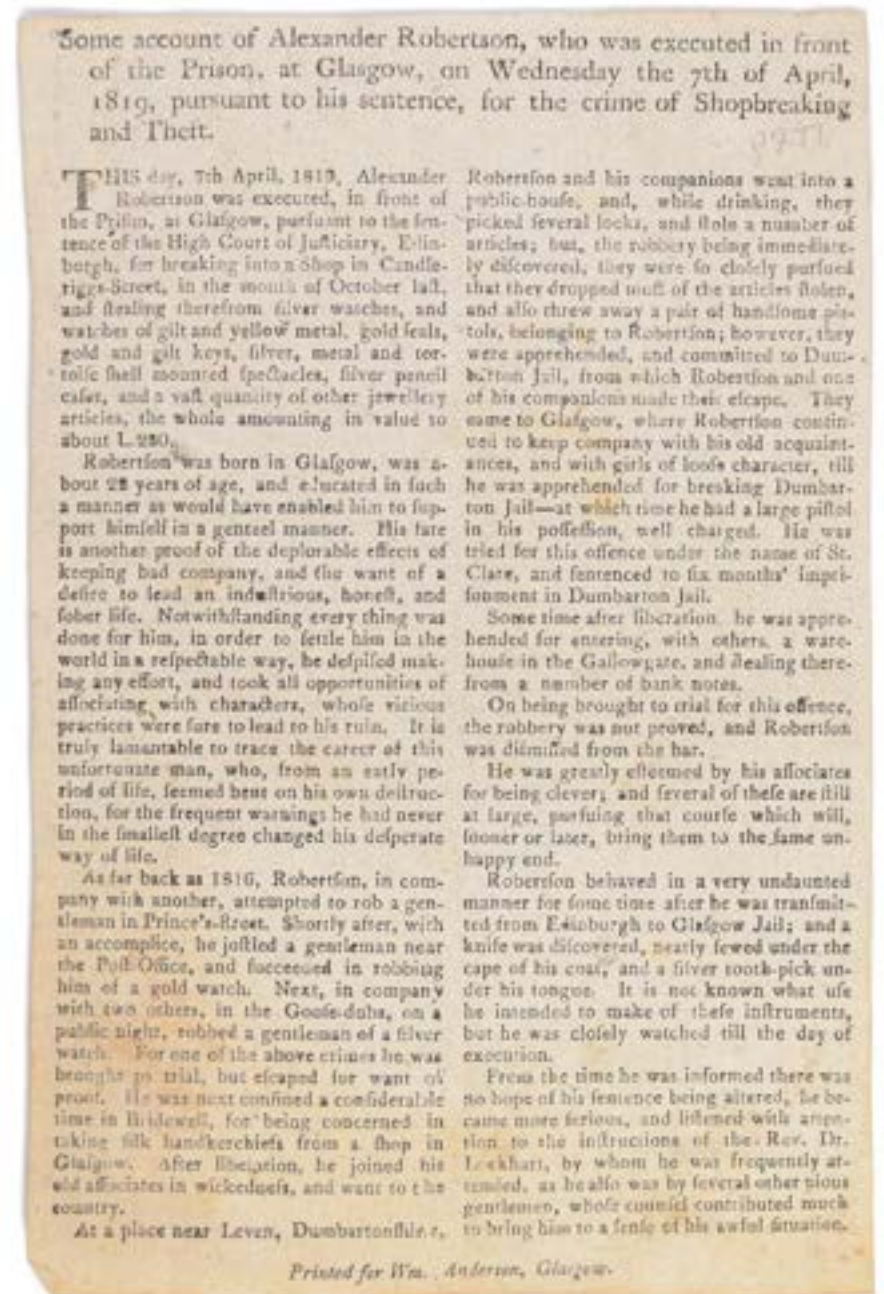 Some account of Alexander Robertson, who was executed in front
of the Prison, at Glasgow, on Wednesday the 7th of April,
1819, pursuant to his sentence, for the crime of Shopbreaking
and Theft.
THIS day, 7th April, 1819, Alexander
Robertſon was executed, in front of
the Priſon, at Glaſgow, purſuant to the ſen-
tence of the High Court of Juſticiary, Edin-
burgh, for breaking into a Shop in Candle-
riggs-Street, in the month of October laſt,
and ſtealing therefrom ſilver watches, and
watches of gilt and yellow metal, gold ſeals,
gold and gilt keys, ſilver, metal and tor-
toiſe ſhell mounted ſpectacles, ſilver pencil
caſes, and a vaſt quantity of other jewellery
articles, the whole amounting in value to
about L.
Robertſon was born in Glaſgow, was a-
bout years of age, and educated in ſuch
a manner as would have enabled him to ſup-
port himſelf in a genteel manner. His fate
is another proof of the deplorable effects of
keeping bad company, and the want of a
deſire to lead an induſtrious, honeſt, and
ſober life. Notwithſtanding every thing was
done for him, in order to ſettle him in the
world in a reſpectable way, he deſpiſed mak-
ing any effort, and took all opportunities of
aſſociating with characters, whoſe vicious
practices were ſure to lead to his ruin. It is
truly lamentable to trace the career of this
unfortunate man, who, from an early pe-
riod of life, ſeemed bent on his own deſtruc-
tion, for the frequent warnings he had never
in the ſmalleſt degree changed his deſperate
way of life.
As far back as 1816, Robertſon, in com-
pany with another, attempted to rob a gen-
tleman in Prince's-ſtreet. Shortly after, with
an accomplice, he joſtled a gentleman near
the Poſt-Office, and ſucceeded in robbing
him of a gold watch. Next, in company
with two others, in the Gooſe-dubs, on a
public night, robbed a gentleman of a ſilver
watch. For one of the above crimes he was
brought to trial, but eſcaped for want of
proof. He was next confined a conſiderable
time in Bridewell, for being concerned in
taking ſilk handkerchiefs from a ſhop in
Glaſgow. After liberation, he joined his
old aſſociates in wickedneſs, and went to the
country.
At a place near Leven, Dumbartonſhire,
Robertſon and his companions went into a
public-houſe, and, while drinking, they
picked ſeveral locks, and ſtole a number of
articles; but, the robbery being immediate-
ly diſcovered, they were ſo cloſely purſued
that they dropped moſt of the articles ſtolen,
and alſo threw away a pair of handſome piſ-
tols, belonging to Robertſon; however, they
were apprehended, and committed to Dum-
barton Jail, from which Robertſon and one
of his companions made their eſcape. They
came to Glaſgow, where Robertſon contin-
ued to keep company with his old acquaint-
ances, and with girls of looſe character, till
he was apprehended for breaking Dumbar-
ton Jail—at which time he had a large piſtol
in his poſſeſſion, well charged. He was
tried for this offence under the name of St.
Clare, and ſentenced to ſix months' impri-
ſonment in Dumbarton Jail.
Some time after liberation he was appre-
hended for entering, with others, a ware-
houſe in the Gallowgate, and ſtealing there-
from a number of bank notes.
On being brought to trial for this offence,
the robbery was not proved, and Robertſon
was diſmiſſed from the bar.
He was greatly eſteemed by his aſſociates
for being clever; and ſeveral of theſe are ſtill
at large, purſuing that courſe which will,
ſooner or later, bring them to the ſame un-
happy end.
Robertſon behaved in a very undaunted
manner for ſome time after he was tranſmit-
ted from Edinburgh to Glaſgow Jail; and a
knife was diſcovered, neatly ſewed under the
cape of his coat, and a ſilver tooth-pick un-
der his tongue. It is not known what uſe
he intended to make of theſe inſtruments,
but he was cloſely watched till the day of
execution.
From the time he was informed there was
no hope of his ſentence being altered, he be-
came more ſerious, and liſtened with atten-
tion to the inſtructions of the Rev. Dr.
Lockhart, by whom he was frequently at-
tended, as he alſo was by ſeveral other pious
gentlemen, whoſe counſel contributed much
to bring him to a ſenſe of his awful ſituation.
Printed for Wm. Anderson, Glasgow.